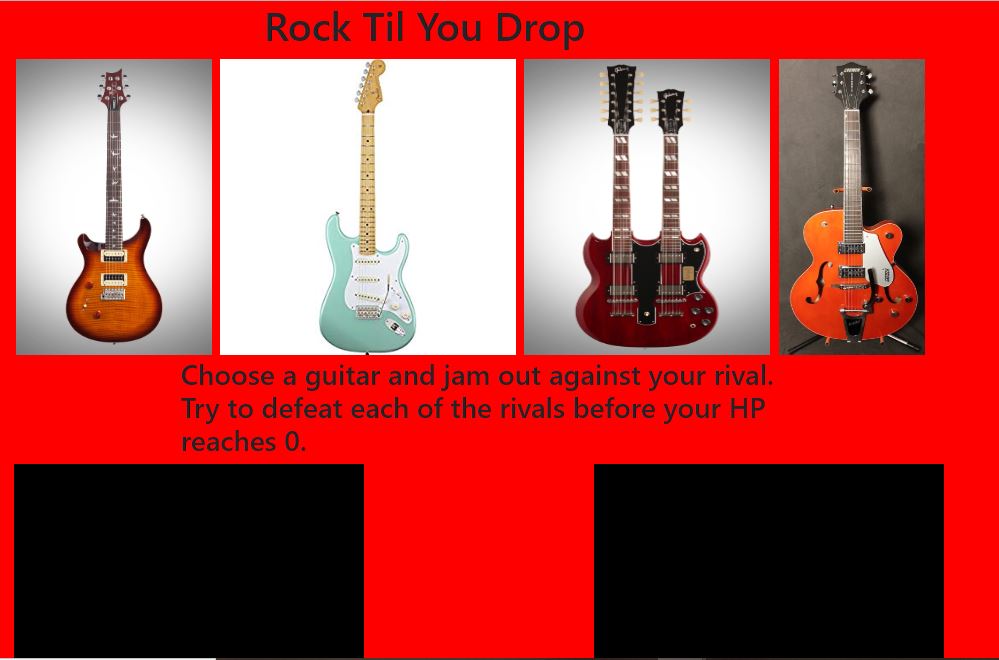 Rock Til You Drop
Choose a guitar and jam out against your rival.
Try to defeat each of the rivals before your HP
reaches 0.